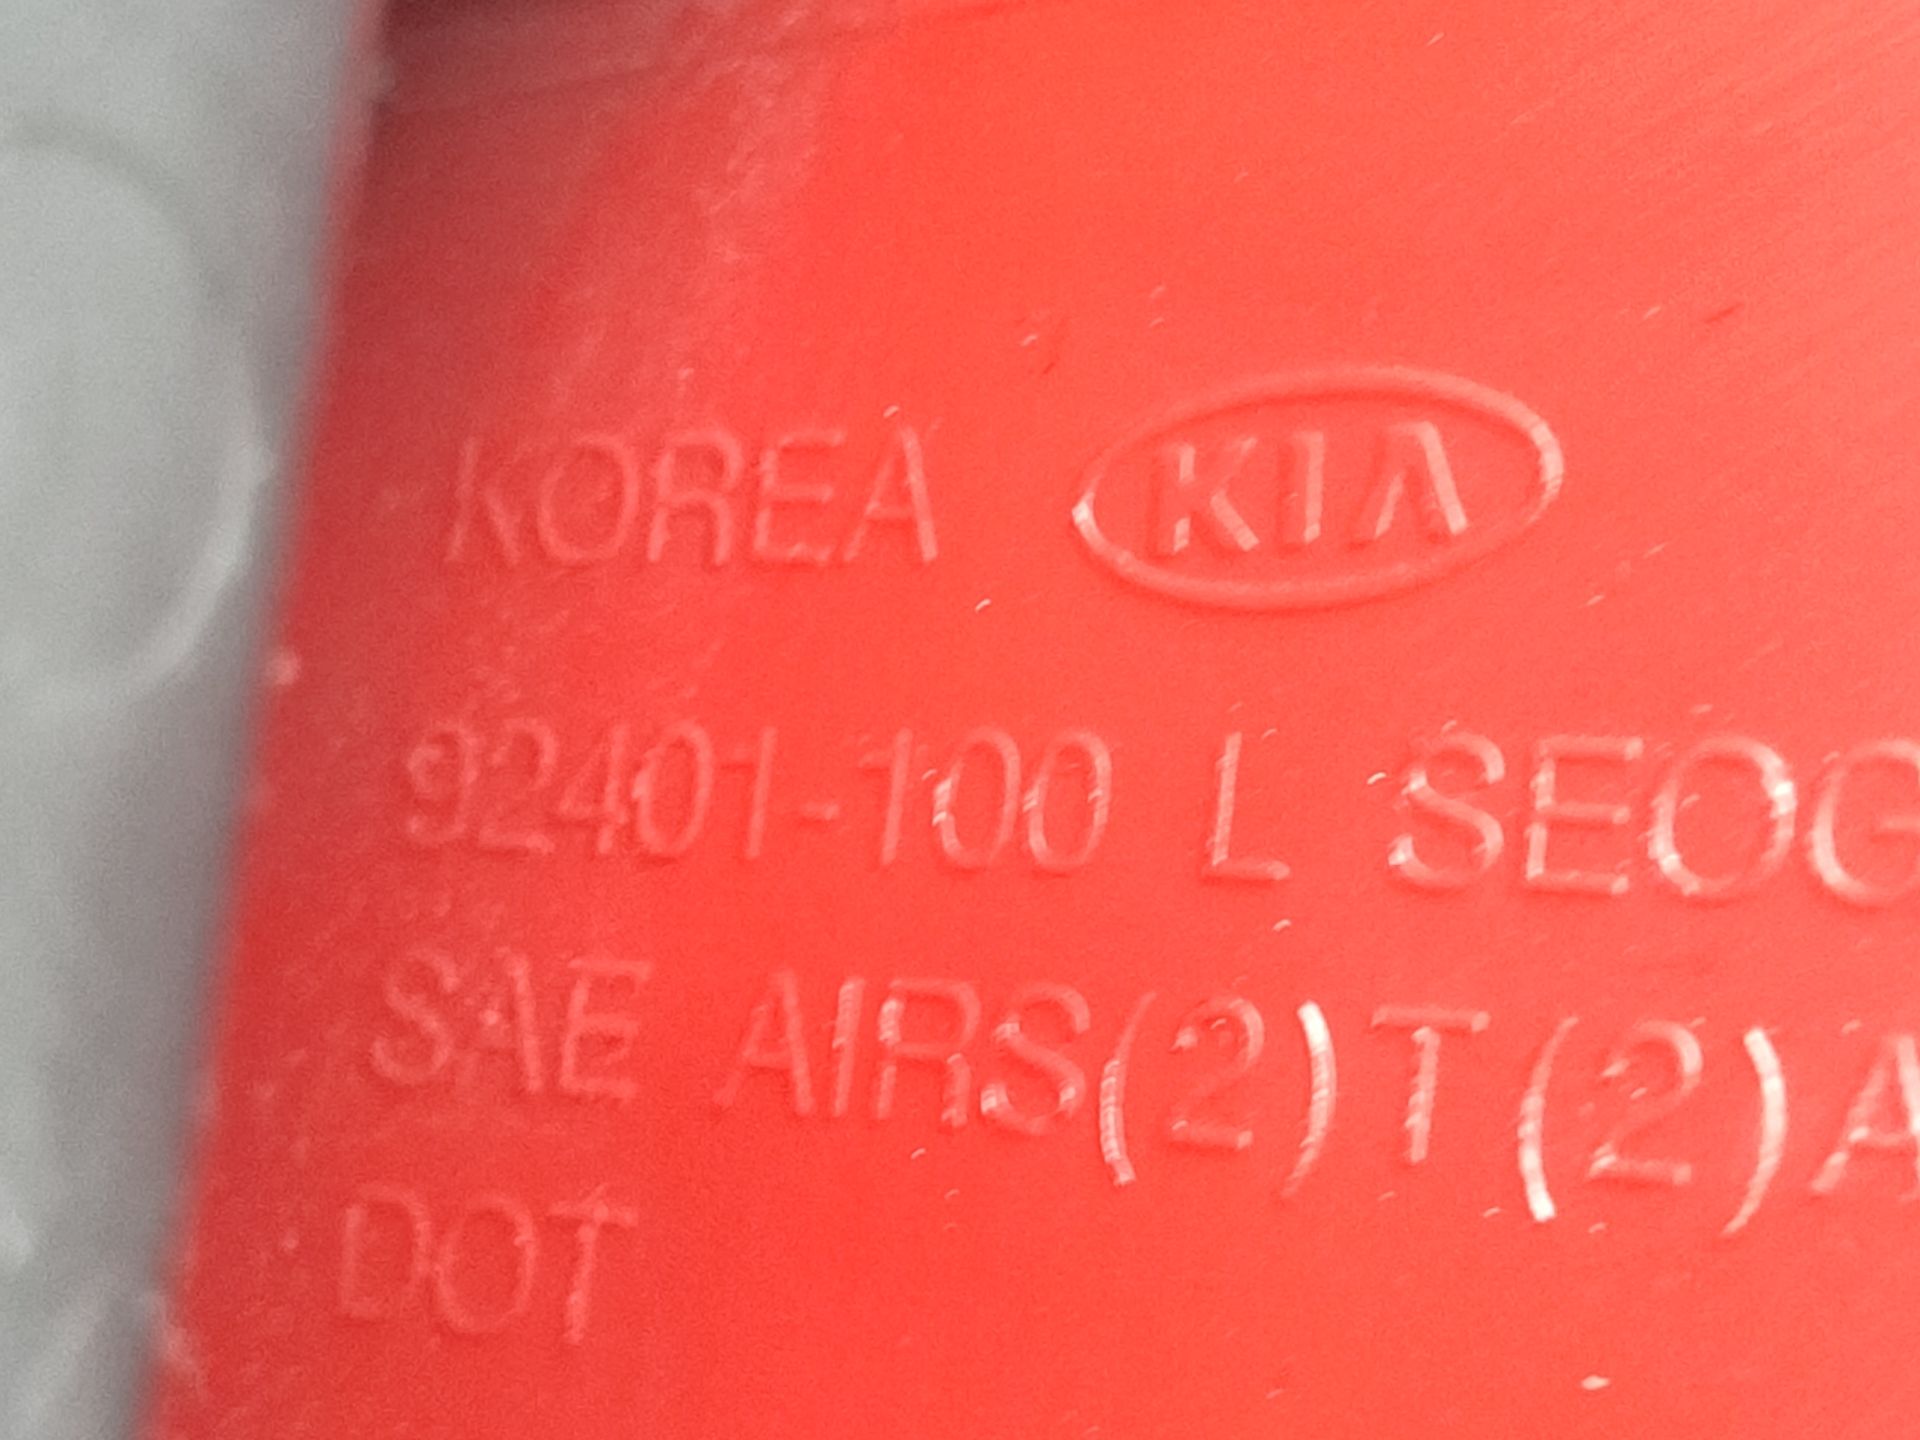 KOREA KIA
92401-100 L SEOG
SAE AIRS(2)T(2)A
DOT